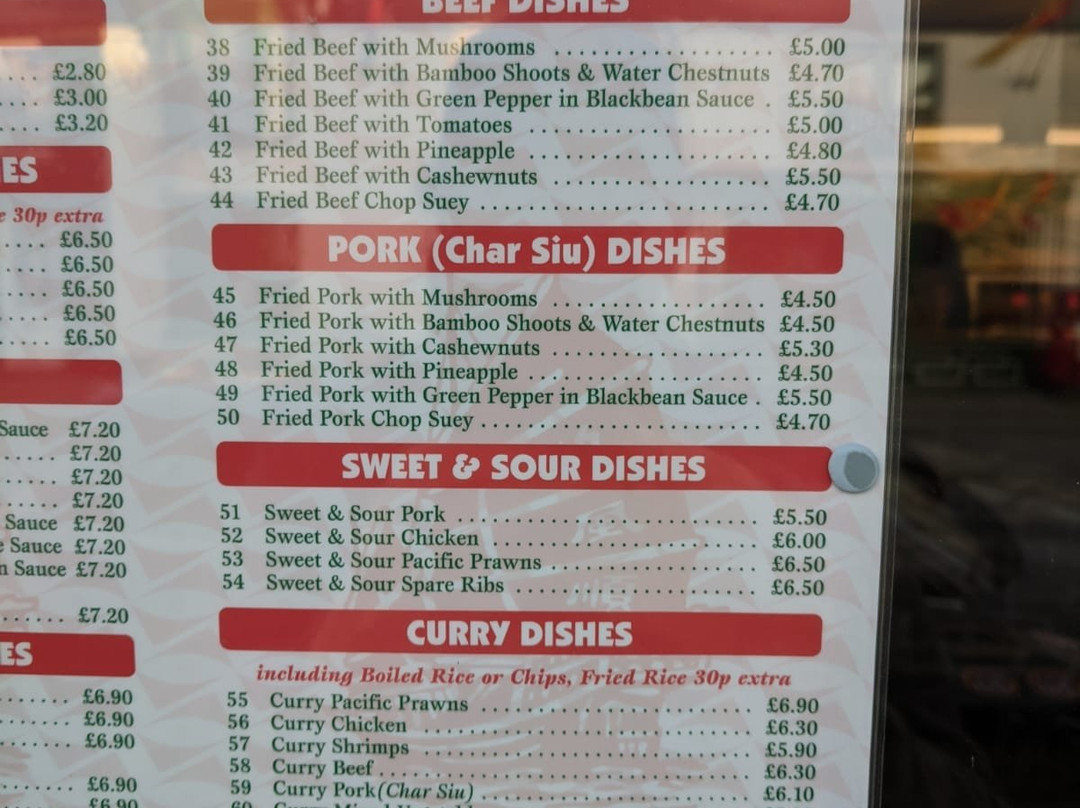 £2.80
£3.00
£3.20
ES
30p extra
£6.50
£6.50
£6.50
£6.50
£6.50
Sauce £7.20
£7.20
£7.20
£7.20
Sauce £7.20
Sauce £7.20
Sauce £7.20
£7.20
ES
£6.90
£6.90
£6.90
£6.90
£6.90
BEEF DISHES
38 Fried Beef with Mushrooms .................. £5.00
39 Fried Beef with Bamboo Shoots & Water Chestnuts £4.70
40 Fried Beef with Green Pepper in Blackbean Sauce . £5.50
41 Fried Beef with Tomatoes .................... £5.00
42 Fried Beef with Pineapple .................... £4.80
43 Fried Beef with Cashewnuts .................. £5.50
44 Fried Beef Chop Suey ........................ £4.70
PORK (Char Siu) DISHES
45 Fried Pork with Mushrooms .................. £4.50
46 Fried Pork with Bamboo Shoots & Water Chestnuts £4.50
47 Fried Pork with Cashewnuts .................. £5.30
48 Fried Pork with Pineapple .................... £4.50
49 Fried Pork with Green Pepper in Blackbean Sauce . £5.50
50 Fried Pork Chop Suey ........................ £4.70
SWEET & SOUR DISHES
51 Sweet & Sour Pork .......................... £5.50
52 Sweet & Sour Chicken ....................... £6.00
53 Sweet & Sour Pacific Prawns .................. £6.50
54 Sweet & Sour Spare Ribs ..................... £6.50
CURRY DISHES
including Boiled Rice or Chips, Fried Rice 30p extra
55 Curry Pacific Prawns ........................ £6.90
56 Curry Chicken .............................. £6.30
57 Curry Shrimps .............................. £5.90
58 Curry Beef ................................. £6.30
59 Curry Pork (Char Siu) ........................ £6.10